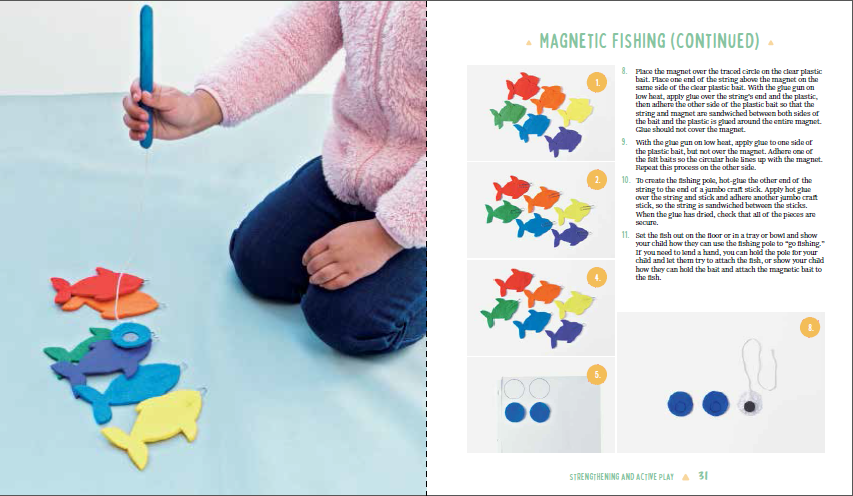 MAGNETIC FISHING (CONTINUED)
1.
2.
4.
5.
8.
8. Place the magnet over the traced circle on the clear plastic
bait. Place one end of the string above the magnet on the
same side of the clear plastic bait. With the glue gun on
low heat, apply glue over the string's end and the plastic,
then adhere the other side of the plastic bait so that the
string and magnet are sandwiched between both sides of
the bait and the plastic is glued around the entire magnet.
Glue should not cover the magnet.
9. With the glue gun on low heat, apply glue to one side of
the plastic bait, but not over the magnet. Adhere one of
the felt baits so the circular hole lines up with the magnet.
Repeat this process on the other side.
10. To create the fishing pole, hot-glue the other end of the
string to the end of a jumbo craft stick. Apply hot glue
over the string and stick and adhere another jumbo craft
stick, so the string is sandwiched between the sticks.
When the glue has dried, check that all of the pieces are
secure.
11. Set the fish out on the floor or in a tray or bowl and show
your child how they can use the fishing pole to "go fishing."
If you need to lend a hand, you can hold the pole for your
child and let them try to attach the fish, or show your child
how they can hold the bait and attach the magnetic bait to
the fish.
STRENGTHENING AND ACTIVE PLAY 31